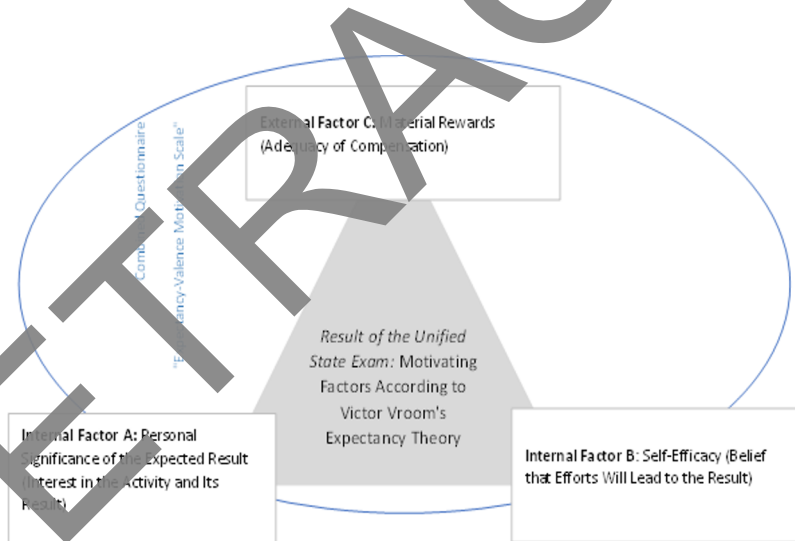 External Factor C: Material Rewards
(Adequacy of Compensation)
Combined Questionnaire
"Expectancy-Valence Motivation Scale"
Result of the Unified
State Exam: Motivating
Factors According to
Victor Vroom's
Expectancy Theory
Internal Factor A: Personal
Significance of the Expected Result
(Interest in the Activity and Its
Result)
Internal Factor B: Self-Efficacy (Belief
that Efforts Will Lead to the Result)
ETRAC